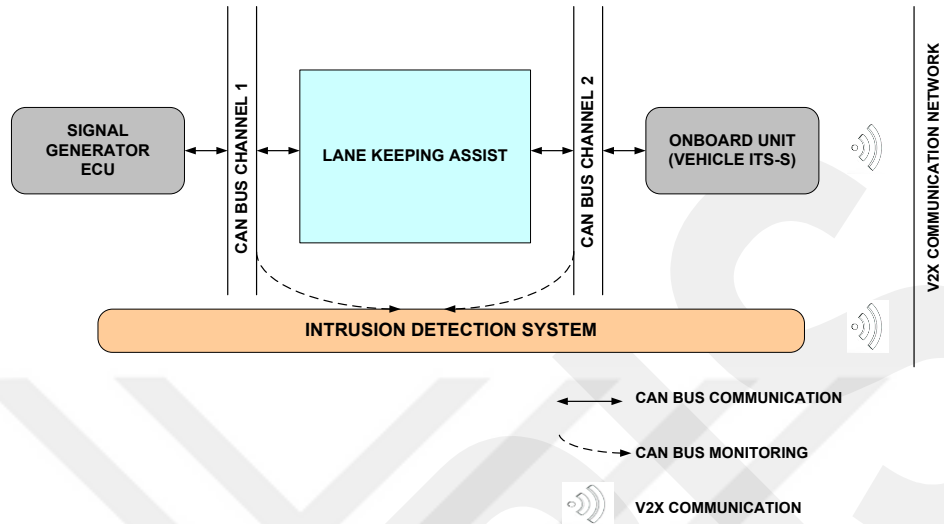 SIGNAL
GENERATOR
ECU
CAN BUS CHANNEL 1
LANE KEEPING ASSIST
CAN BUS CHANNEL 2
ONBOARD UNIT
(VEHICLE ITS-S)
V2X COMMUNICATION NETWORK
INTRUSION DETECTION SYSTEM
CAN BUS COMMUNICATION
CAN BUS MONITORING
V2X COMMUNICATION